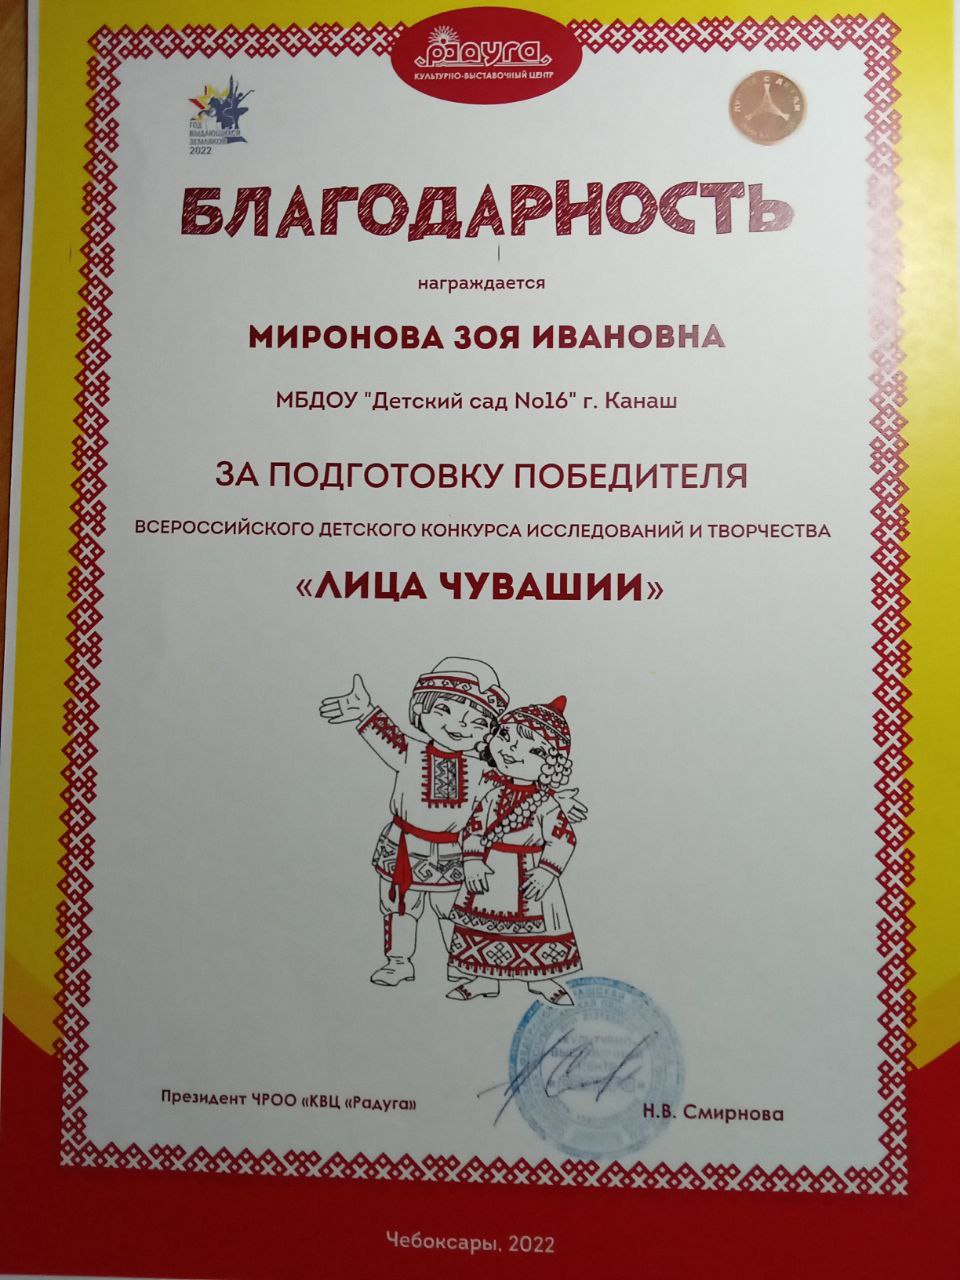 Радуга
КУЛЬТУРНО-ВЫСТАВОЧНЫЙ ЦЕНТР
ГОД
ВЫДАЮЩИХСЯ
ЗЕМЛЯКОВ
2022
БЛАГОДАРНОСТЬ
награждается
МИРОНОВА ЗОЯ ИВАНОВНА
МБДОУ "Детский сад No16" г. Канаш
ЗА ПОДГОТОВКУ ПОБЕДИТЕЛЯ
ВСЕРОССИЙСКОГО ДЕТСКОГО КОНКУРСА ИССЛЕДОВАНИЙ И ТВОРЧЕСТВА
«ЛИЦА ЧУВАШИИ»
Президент ЧРОО «КВЦ «Радуга»
Н.В. Смирнова
Чебоксары, 2022